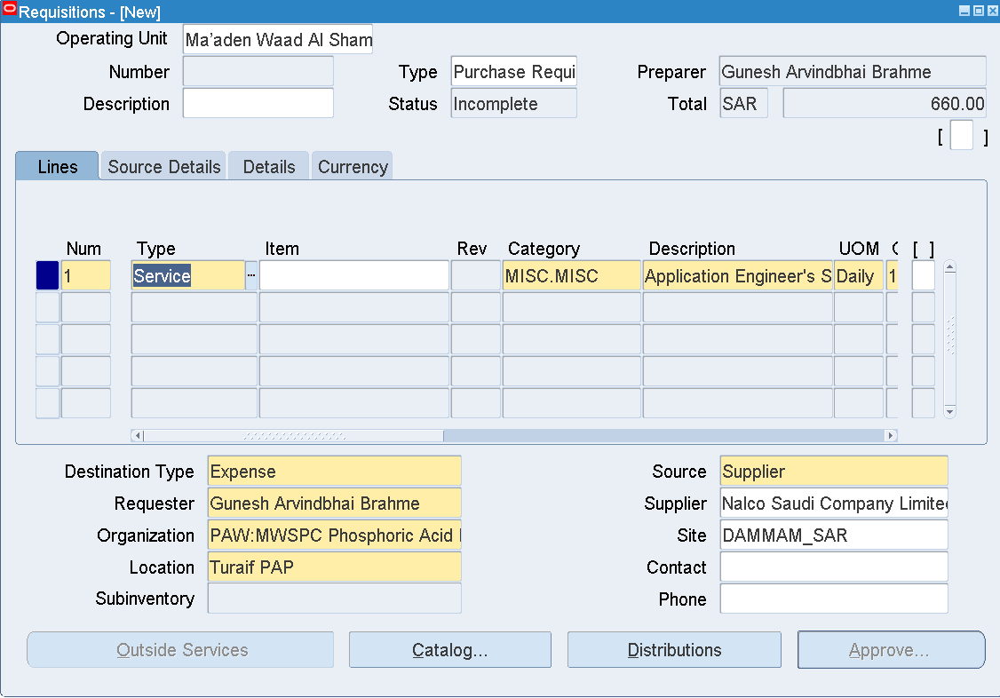 Requisitions - [New]
Operating Unit Ma'aden Waad Al Sham
Number Type Purchase Requi Preparer Gunesh Arvindbhai Brahme
Description Status Incomplete Total SAR 660.00
[ ]
Lines Source Details Details Currency
Num Type Item Rev Category Description UOM [ ]
1 Service ... MISC.MISC Application Engineer's S Daily 1
Destination Type Expense Source Supplier
Requester Gunesh Arvindbhai Brahme Supplier Nalco Saudi Company Limite
Organization PAW:MWSPC Phosphoric Acid Site DAMMAM_SAR
Location Turaif PAP Contact
Subinventory Phone
Outside Services Catalog... Distributions Approve...